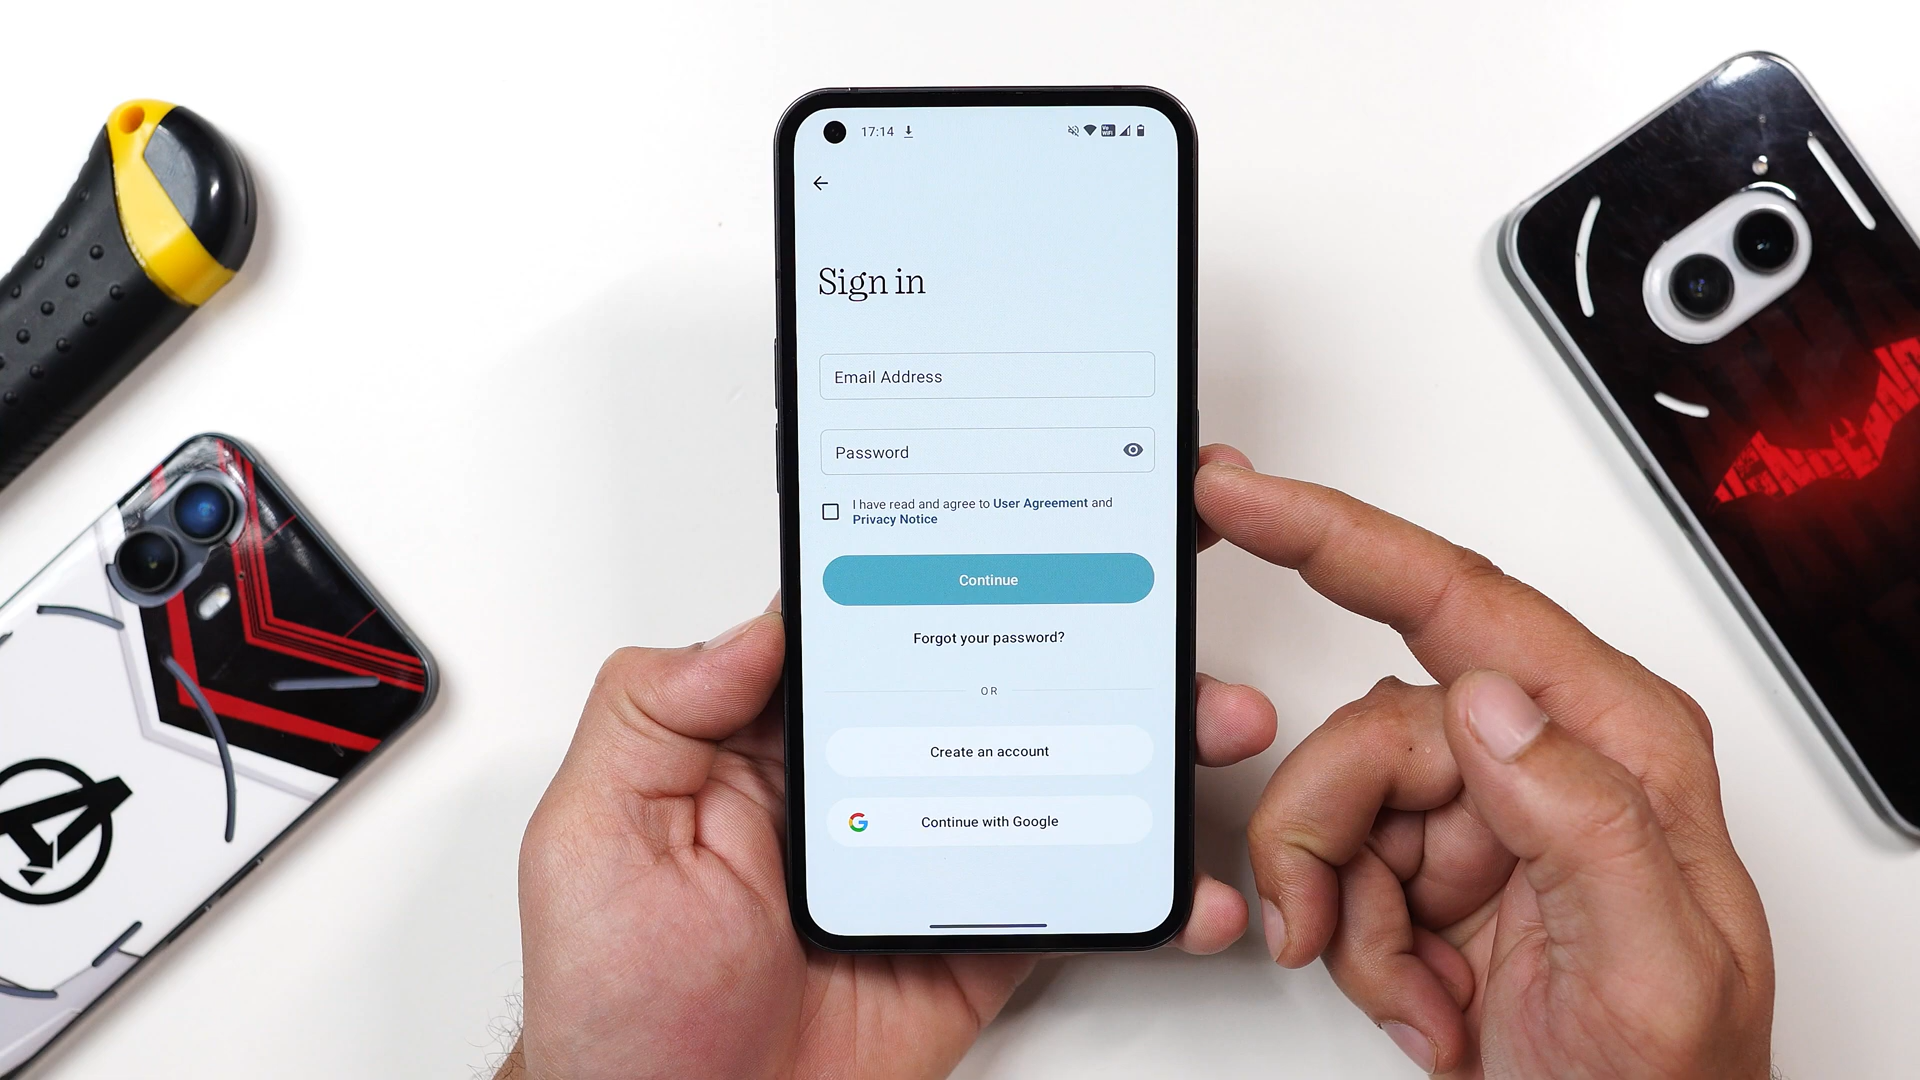 17:14
Sign in
Email Address
Password
I have read and agree to User Agreement and
Privacy Notice
Continue
Forgot your password?
OR
Create an account
Continue with Google